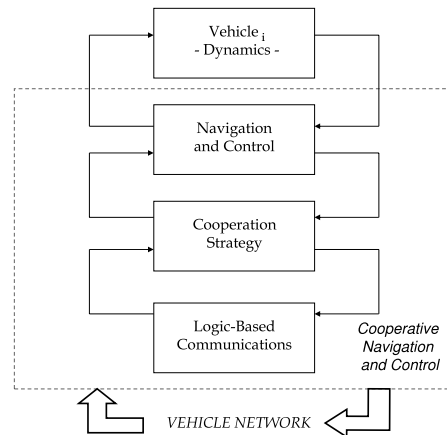 Vehicle i
- Dynamics -
Navigation
and Control
Cooperation
Strategy
Logic-Based
Communications
Cooperative
Navigation
and Control
VEHICLE NETWORK